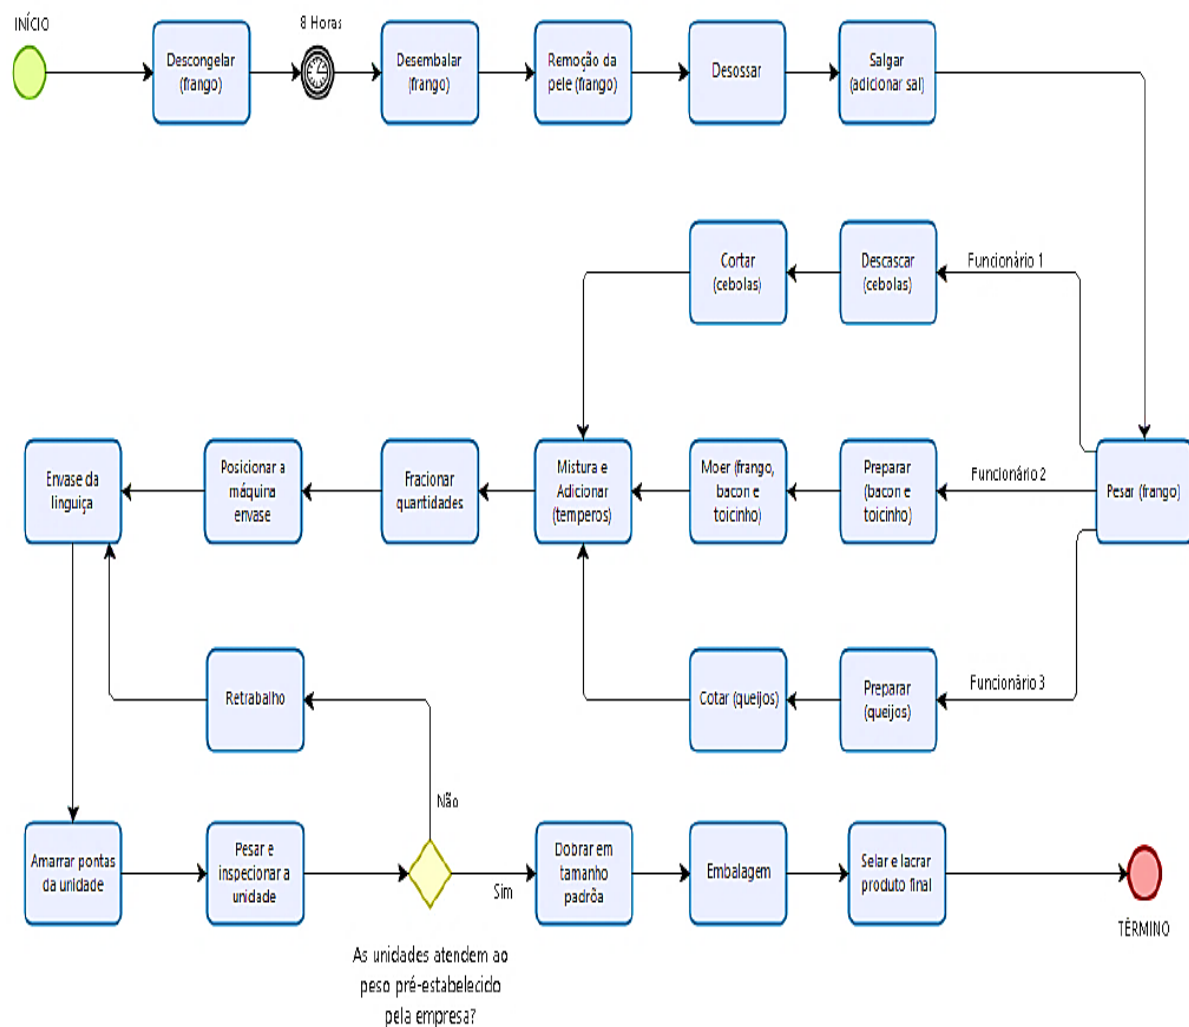 INÍCIO
8 Horas
Descongelar
(frango)
Desembalar
(frango)
Remoção da
pele (frango)
Desossar
Salgar
(adicionar sal)
Cortar
(cebolas)
Descascar
(cebolas)
Funcionário 1
Envase da
linguiça
Posicionar a
máquina
envase
Fracionar
quantidades
Mistura e
Adicionar
(temperos)
Moer (frango,
bacon e
toicinho)
Preparar
(bacon e
toicinho)
Funcionário 2
Pesar (frango)
Retrabalho
Cotar (queijos)
Preparar
(queijos)
Funcionário 3
Não
Amarrar pontas
da unidade
Pesar e
inspecionar a
unidade
Sim
Dobrar em
tamanho
padrõa
Embalagem
Selar e lacrar
produto final
TÉRMINO
As unidades atendem ao
peso pré-estabelecido
pela empresa?